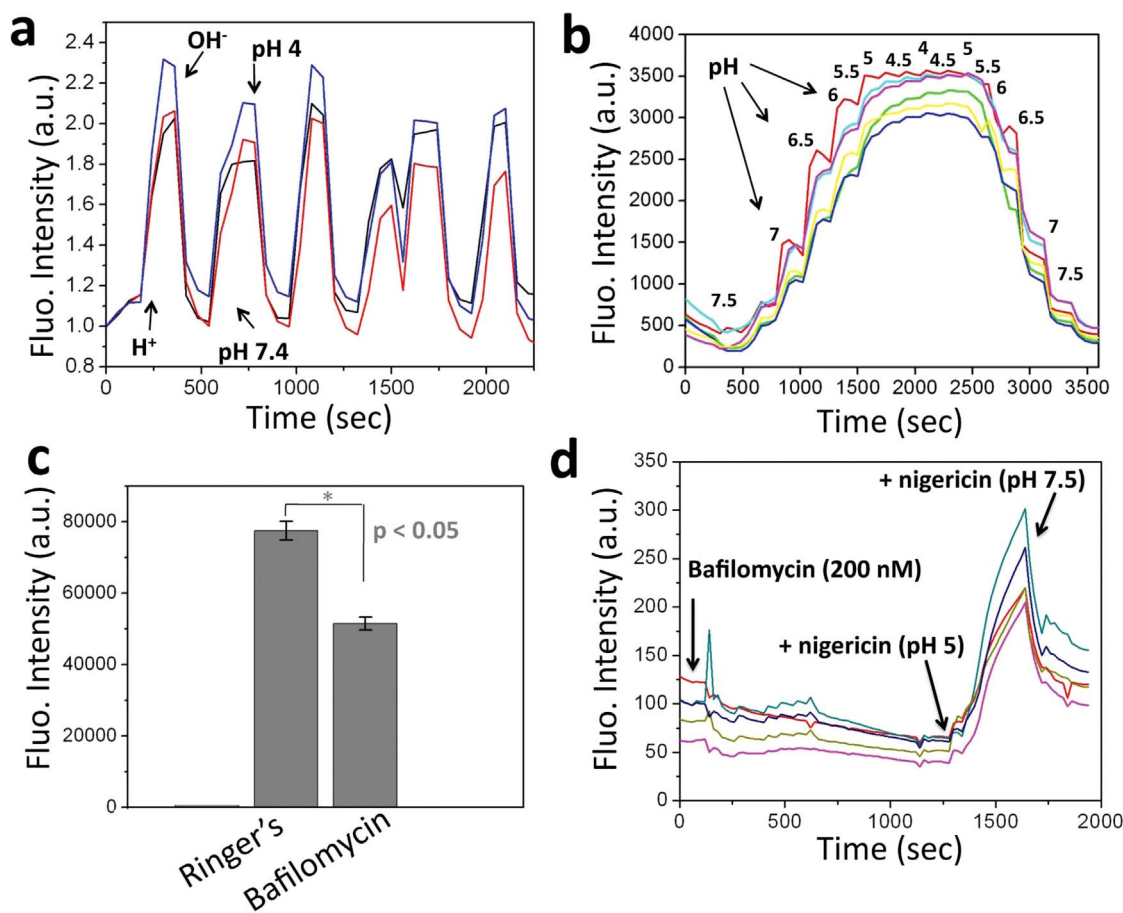 a
Fluo. Intensity (a.u.)
2.4
2.2
2.0
1.8
1.6
1.4
1.2
1.0
0.8
OH-
pH 4
H+
pH 7.4
0 500 1000 1500 2000
Time (sec)
b
Fluo. Intensity (a.u.)
4000
3500
3000
2500
2000
1500
1000
500
0
pH
7.5 7 6.5 6 5.5 5 4.5 4 4.5 5 5.5 6 6.5 7 7.5
0 500 1000 1500 2000 2500 3000 3500
Time (sec)
c
Fluo. Intensity (a.u.)
80000
60000
40000
20000
0
*
p < 0.05
Ringer's
Bafilomycin
d
Fluo. Intensity (a.u.)
350
300
250
200
150
100
50
0
+ nigericin (pH 7.5)
Bafilomycin (200 nM)
+ nigericin (pH 5)
0 500 1000 1500 2000
Time (sec)